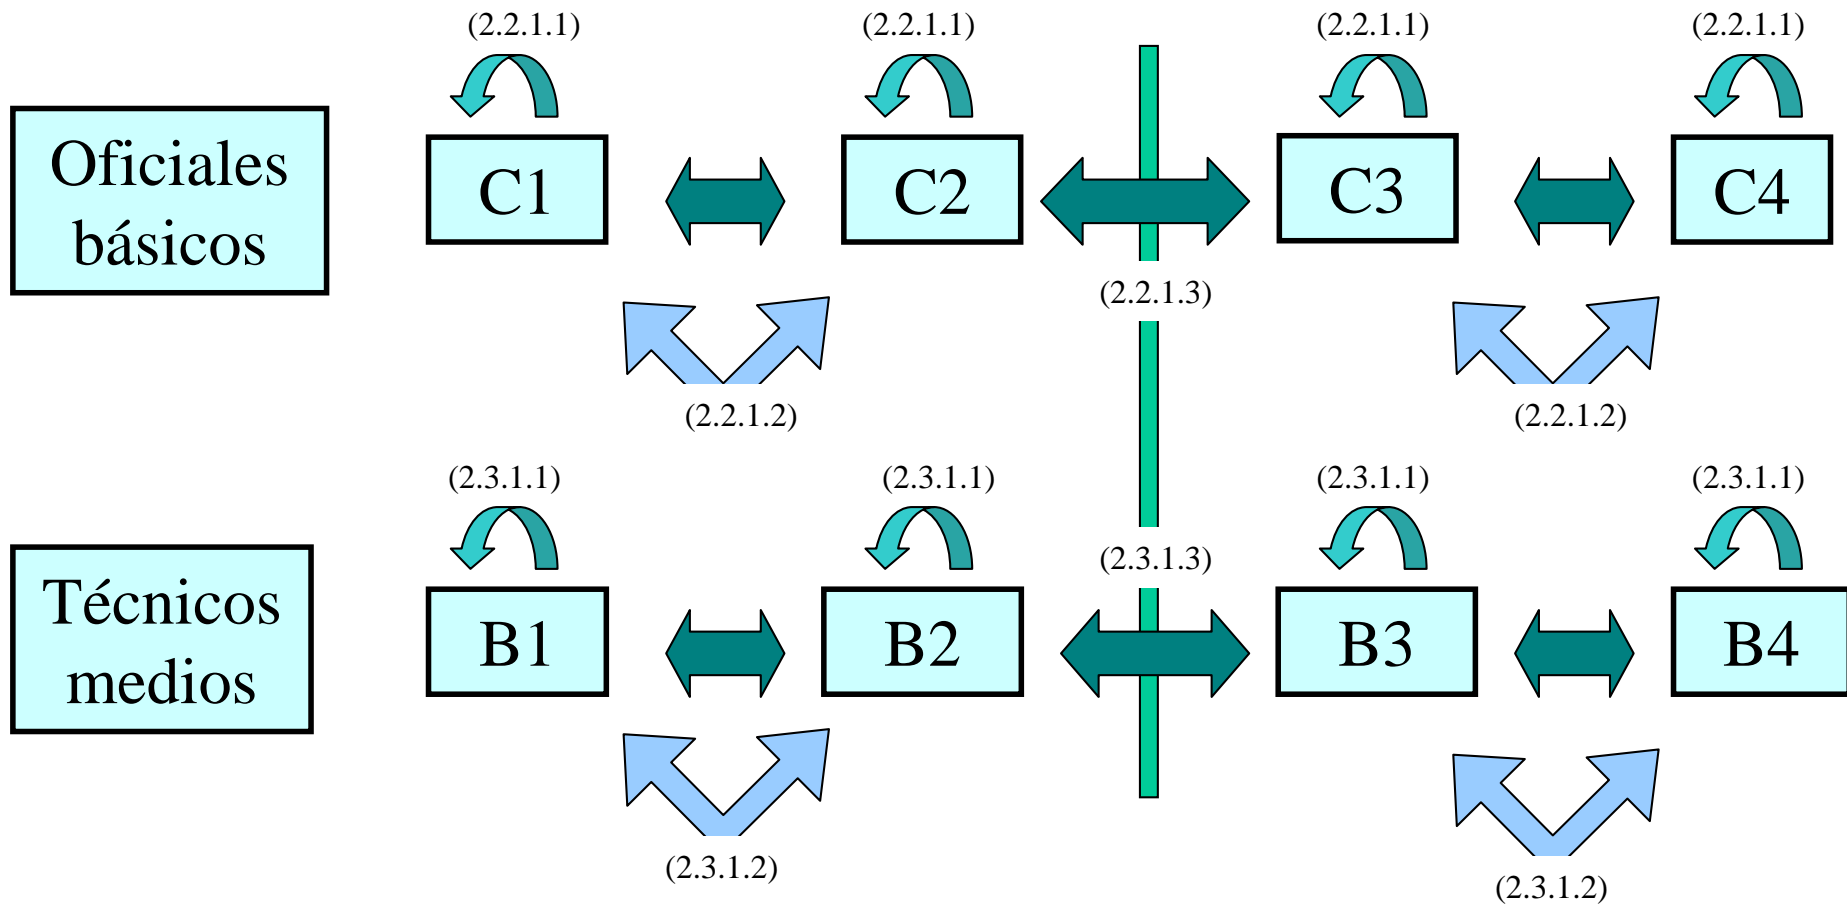 (2.2.1.1) (2.2.1.1) (2.2.1.1) (2.2.1.1)
Oficiales
básicos
C1 C2 C3 C4
(2.2.1.3)
(2.2.1.2) (2.2.1.2)
(2.3.1.1) (2.3.1.1) (2.3.1.1) (2.3.1.1)
(2.3.1.3)
Técnicos
medios
B1 B2 B3 B4
(2.3.1.2) (2.3.1.2)